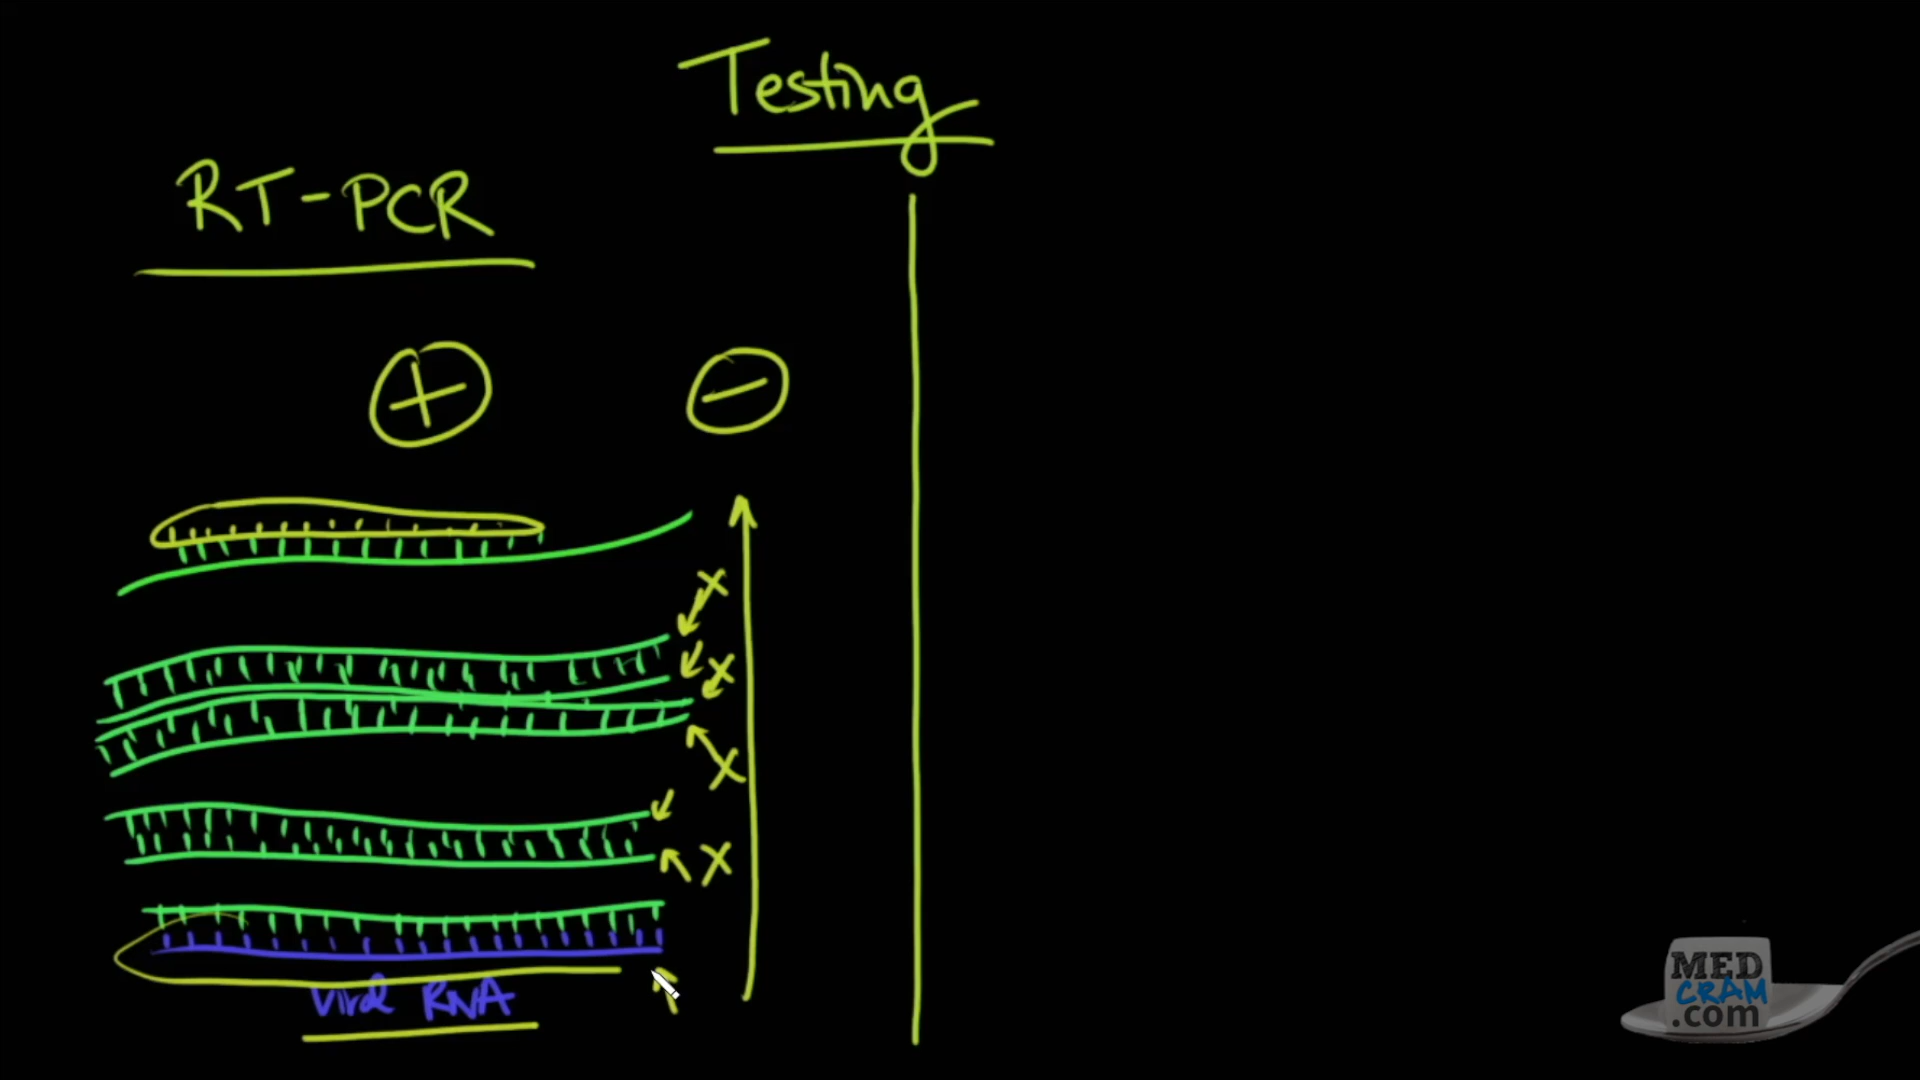 Testing
RT-PCR
+
−
X
X
X
X
Viral RNA
MED
CRAM
.com